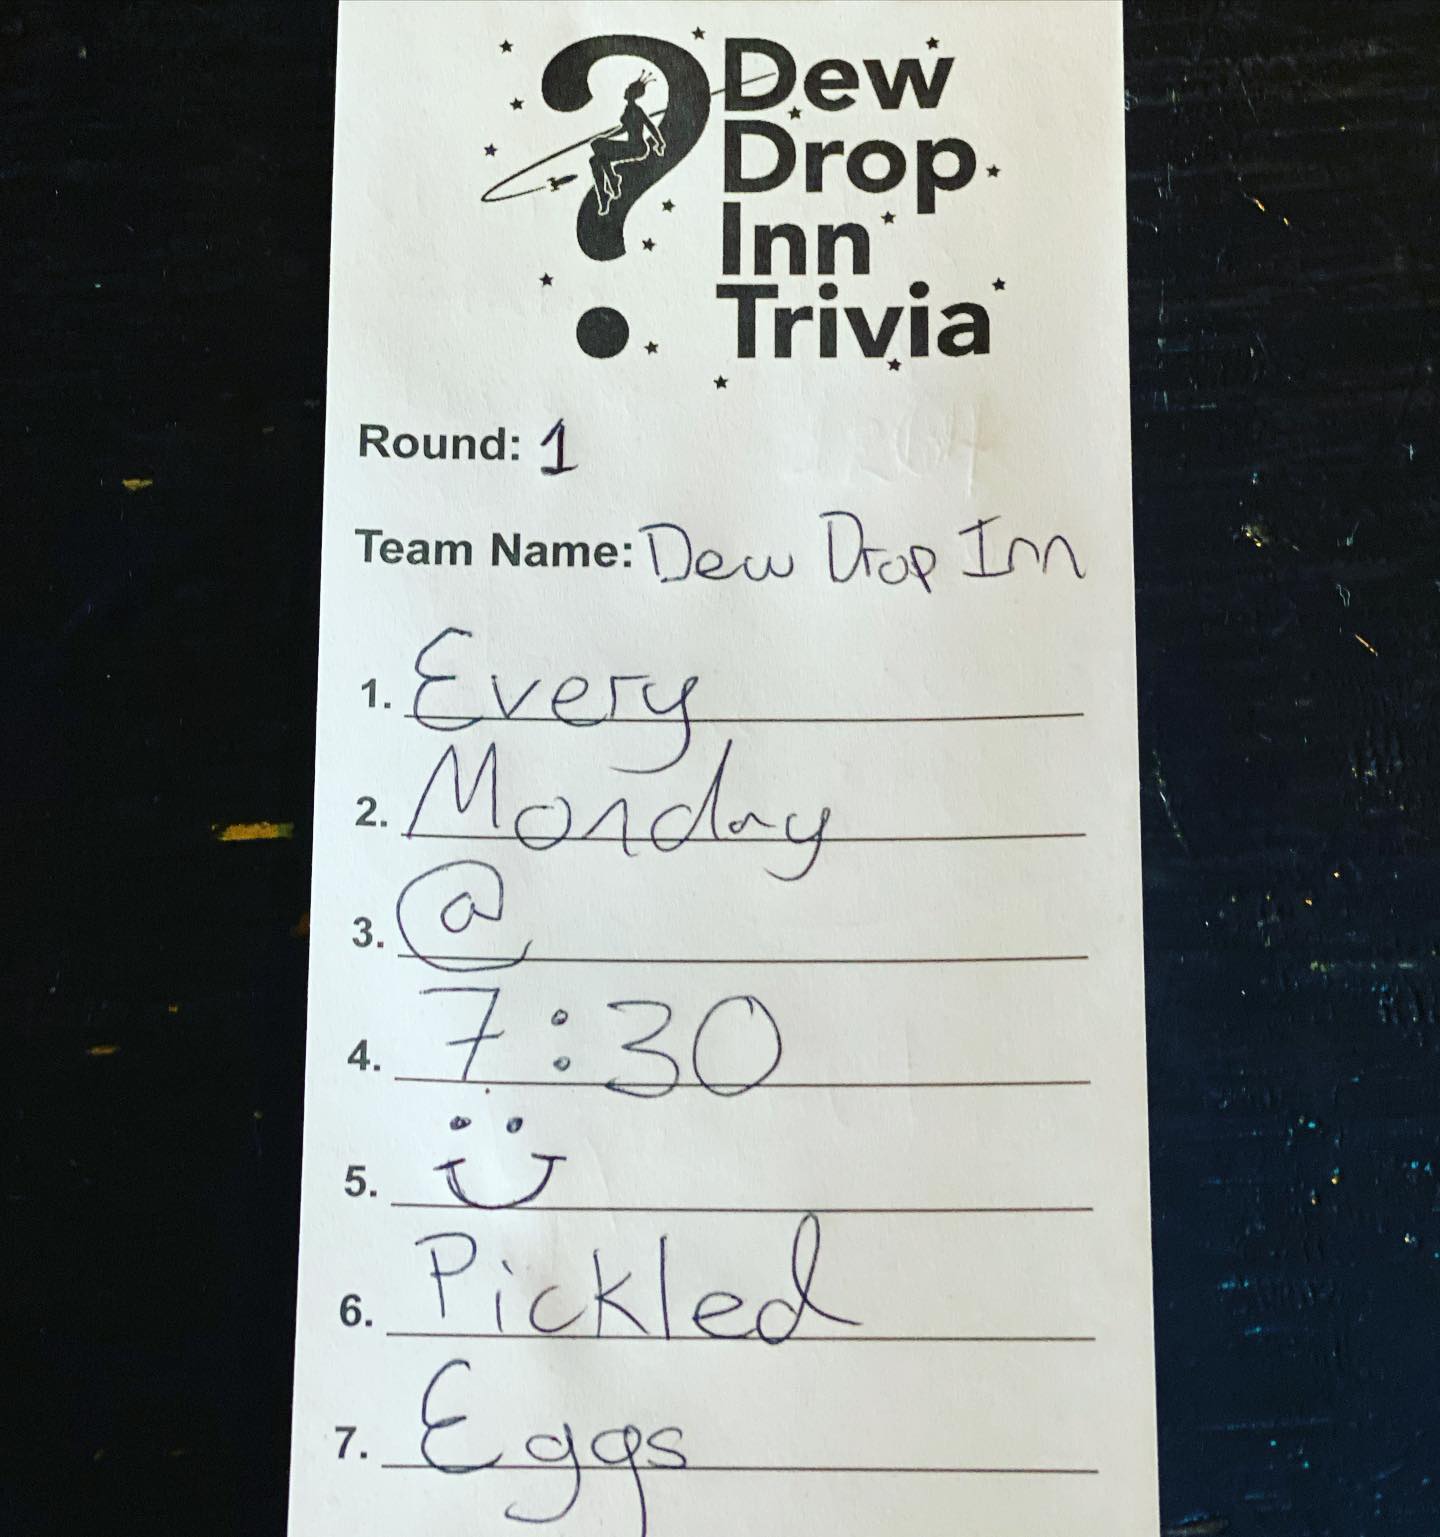 Dew
Drop
Inn
Trivia
Round: 1
Team Name: Dew Drop Inn
1. Every
2. Monday
3. @
4. 7:30
5. :)
6. Pickled
7. Eggs